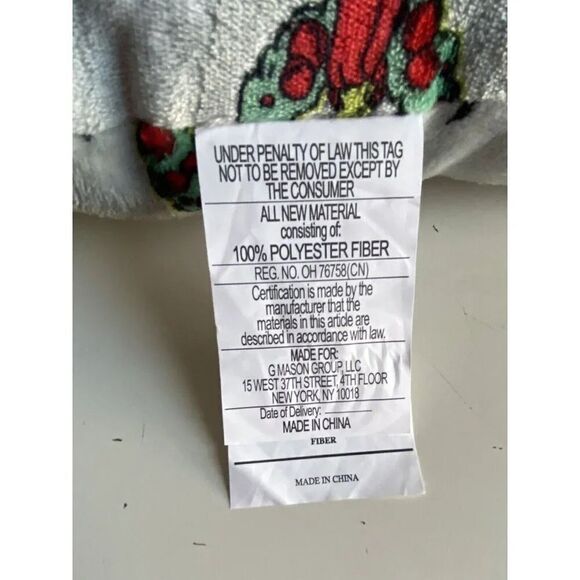 UNDER PENALTY OF LAW THIS TAG
NOT TO BE REMOVED EXCEPT BY
THE CONSUMER
ALL NEW MATERIAL
consisting of:
100% POLYESTER FIBER
REG. NO. OH 76758(CN)
Certification is made by the
manufacturer that the
materials in this article are
described in accordance with law.
MADE FOR:
G MASON GROUP, LLC
15 WEST 37TH STREET, 4TH FLOOR
NEW YORK, NY 10018
Date of Delivery: ________
MADE IN CHINA
FIBER
MADE IN CHINA